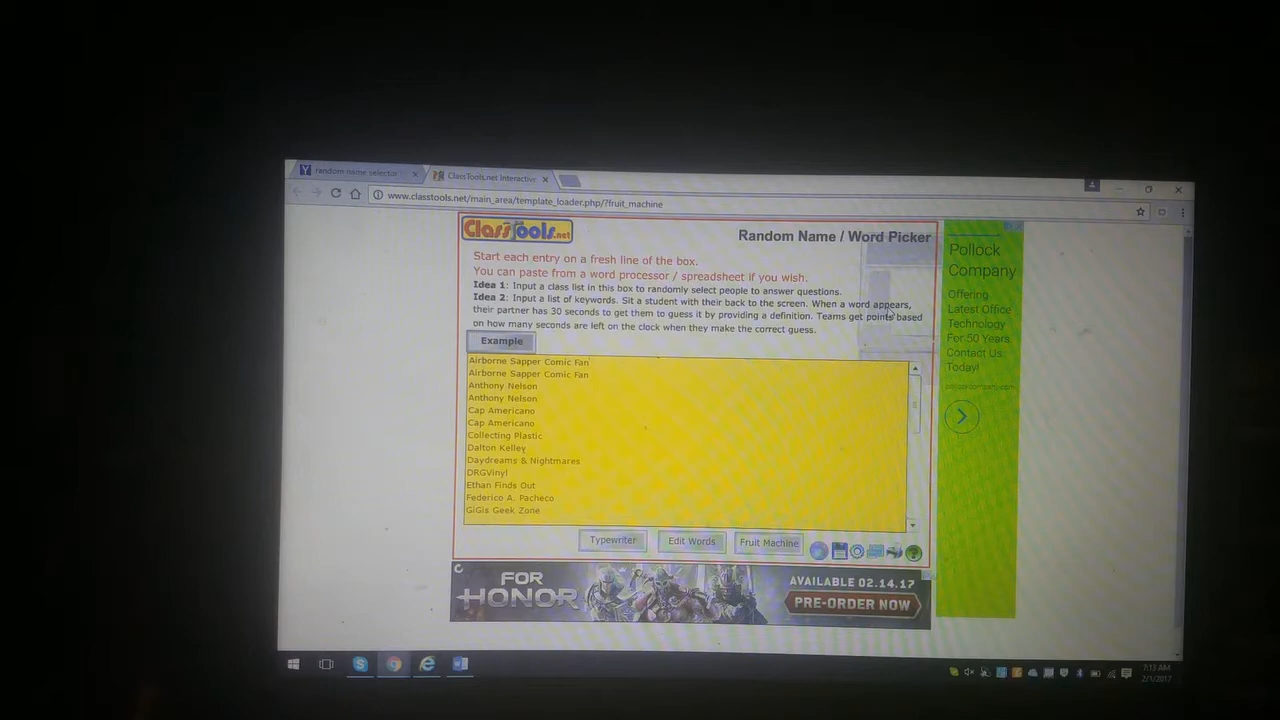 random name selector
ClassTools.net Interactive
www.classtools.net/main_area/template_loader.php/?fruit_machine
ClassTools.net
Random Name / Word Picker
Start each entry on a fresh line of the box.
You can paste from a word processor / spreadsheet if you wish.
Idea 1: Input a class list in this box to randomly select people to answer questions.
Idea 2: Input a list of keywords. Sit a student with their back to the screen. When a word appears,
their partner has 30 seconds to get them to guess it by providing a definition. Teams get points based
on how many seconds are left on the clock when they make the correct guess.
Example
Airborne Sapper Comic Fan
Airborne Sapper Comic Fan
Anthony Nelson
Anthony Nelson
Cap Americano
Cap Americano
Collecting Plastic
Dalton Kelley
Daydreams & Nightmares
DRGVinyl
Ethan Finds Out
Federico A. Pacheco
GiGis Geek Zone
Typewriter
Edit Words
Fruit Machine
Pollock
Company
Offering
Latest Office
Technology
For 50 Years.
Contact Us
Today!
FOR
HONOR
AVAILABLE 02.14.17
PRE-ORDER NOW
7:13 AM
2/1/2017